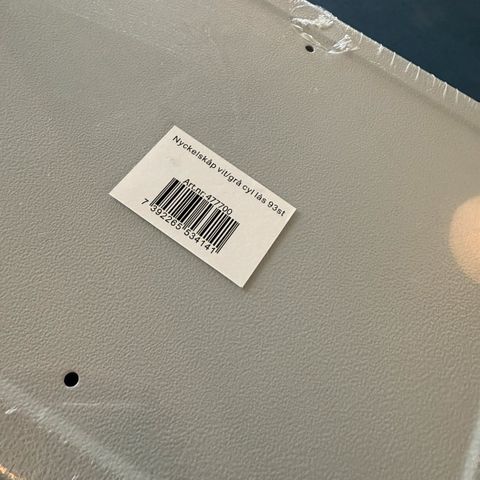 Nyckelskåp vit/grå cyl lås 93st
Art.nr:477700
7 392265 534141